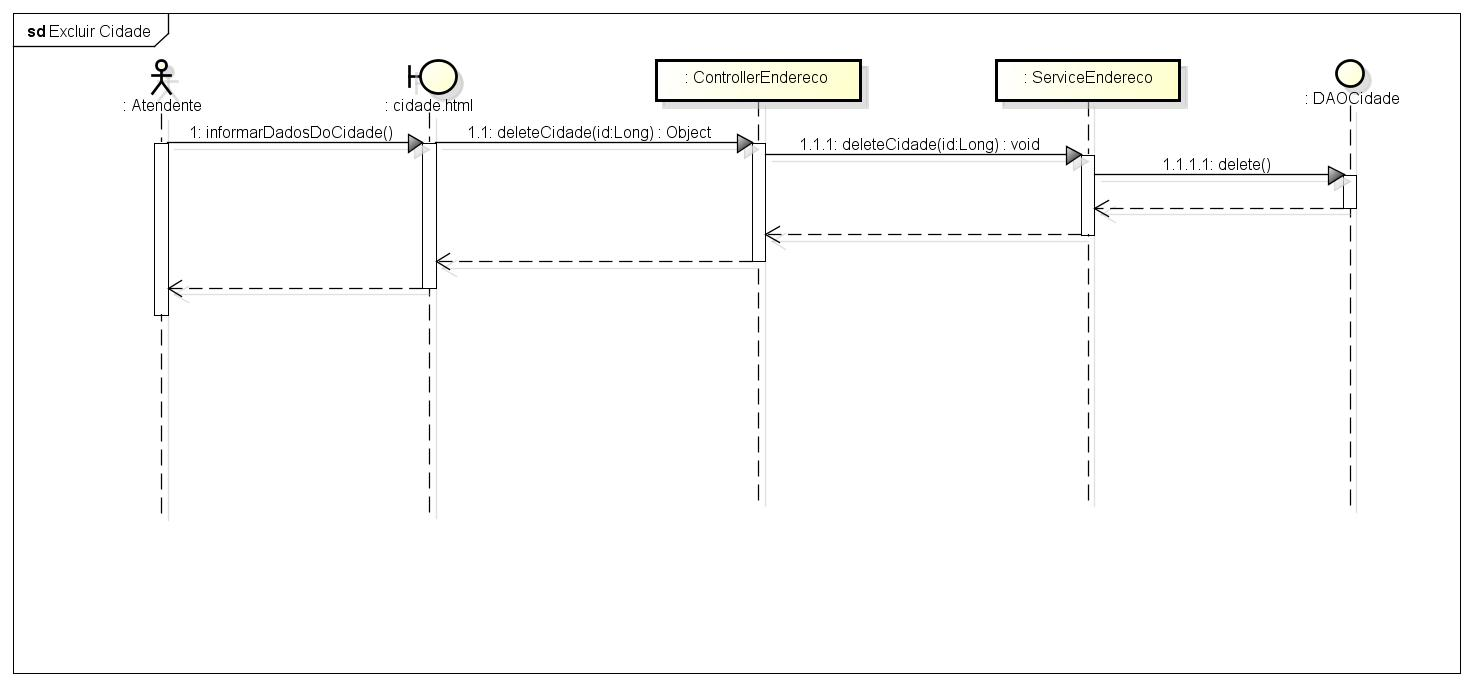 sd Excluir Cidade
: Atendente
: cidade.html
: ControllerEndereco
: ServiceEndereco
: DAOCidade
1: informarDadosDoCidade()
1.1: deleteCidade(id:Long) : Object
1.1.1: deleteCidade(id:Long) : void
1.1.1.1: delete()